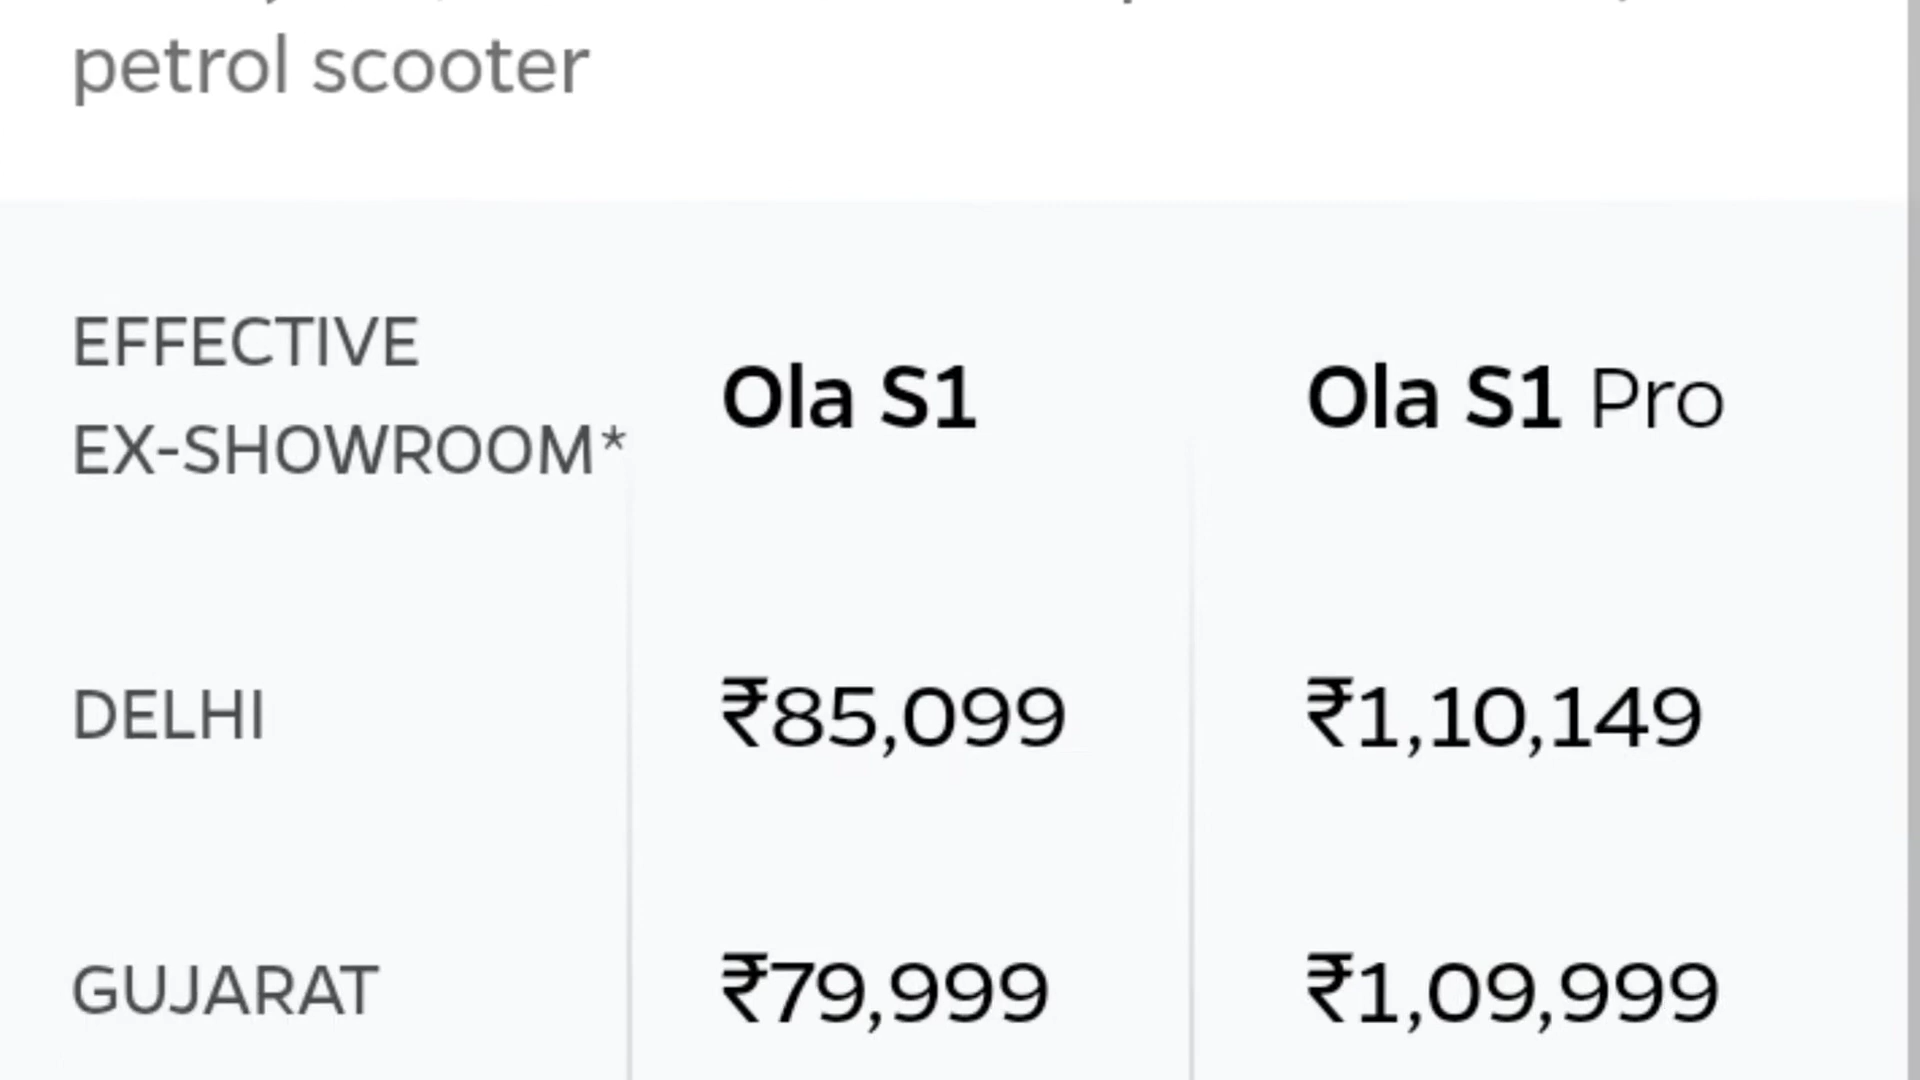 petrol scooter
EFFECTIVE
EX-SHOWROOM*
Ola S1
Ola S1 Pro
DELHI
₹85,099
₹1,10,149
GUJARAT
₹79,999
₹1,09,999